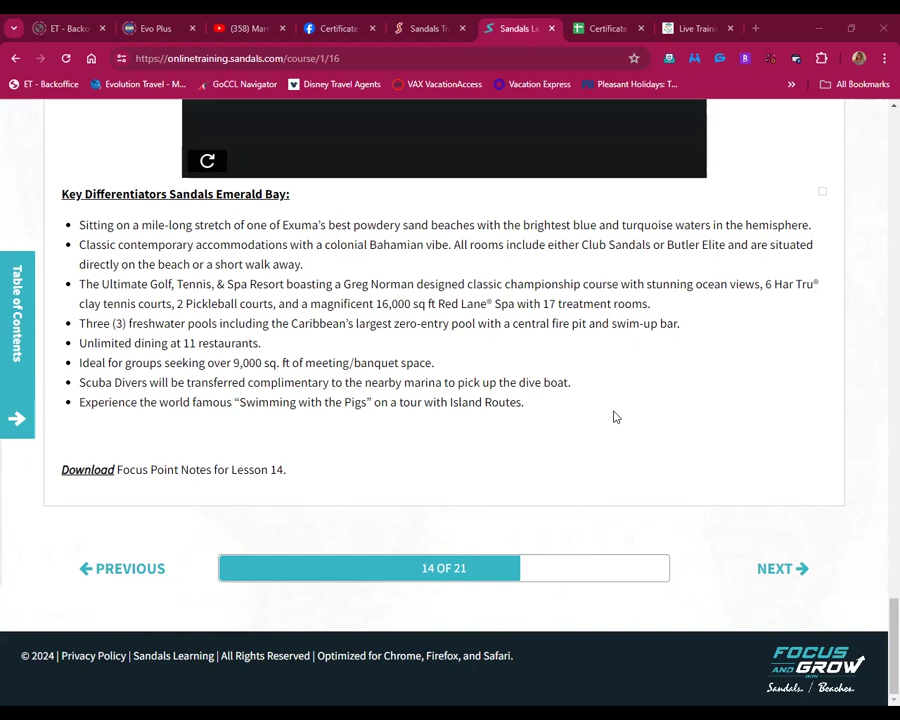 ET - Backo
Evo Plus
(358) Mar
Certificate
Sandals Tr
Sandals Le
Certificate
Live Trainin
https://onlinetraining.sandals.com/course/1/16
ET - Backoffice
Evolution Travel - M...
GoCCL Navigator
Disney Travel Agents
VAX VacationAccess
Vacation Express
Pleasant Holidays: T...
All Bookmarks
Key Differentiators Sandals Emerald Bay:
Sitting on a mile-long stretch of one of Exuma's best powdery sand beaches with the brightest blue and turquoise waters in the hemisphere.
Classic contemporary accommodations with a colonial Bahamian vibe. All rooms include either Club Sandals or Butler Elite and are situated
directly on the beach or a short walk away.
The Ultimate Golf, Tennis, & Spa Resort boasting a Greg Norman designed classic championship course with stunning ocean views, 6 Har Tru®
clay tennis courts, 2 Pickleball courts, and a magnificent 16,000 sq ft Red Lane® Spa with 17 treatment rooms.
Three (3) freshwater pools including the Caribbean's largest zero-entry pool with a central fire pit and swim-up bar.
Unlimited dining at 11 restaurants.
Ideal for groups seeking over 9,000 sq. ft of meeting/banquet space.
Scuba Divers will be transferred complimentary to the nearby marina to pick up the dive boat.
Experience the world famous “Swimming with the Pigs” on a tour with Island Routes.
Table of Contents
Download Focus Point Notes for Lesson 14.
PREVIOUS
14 OF 21
NEXT
© 2024 | Privacy Policy | Sandals Learning | All Rights Reserved | Optimized for Chrome, Firefox, and Safari.
FOCUS
AND GROW
WITH
Sandals / Beaches